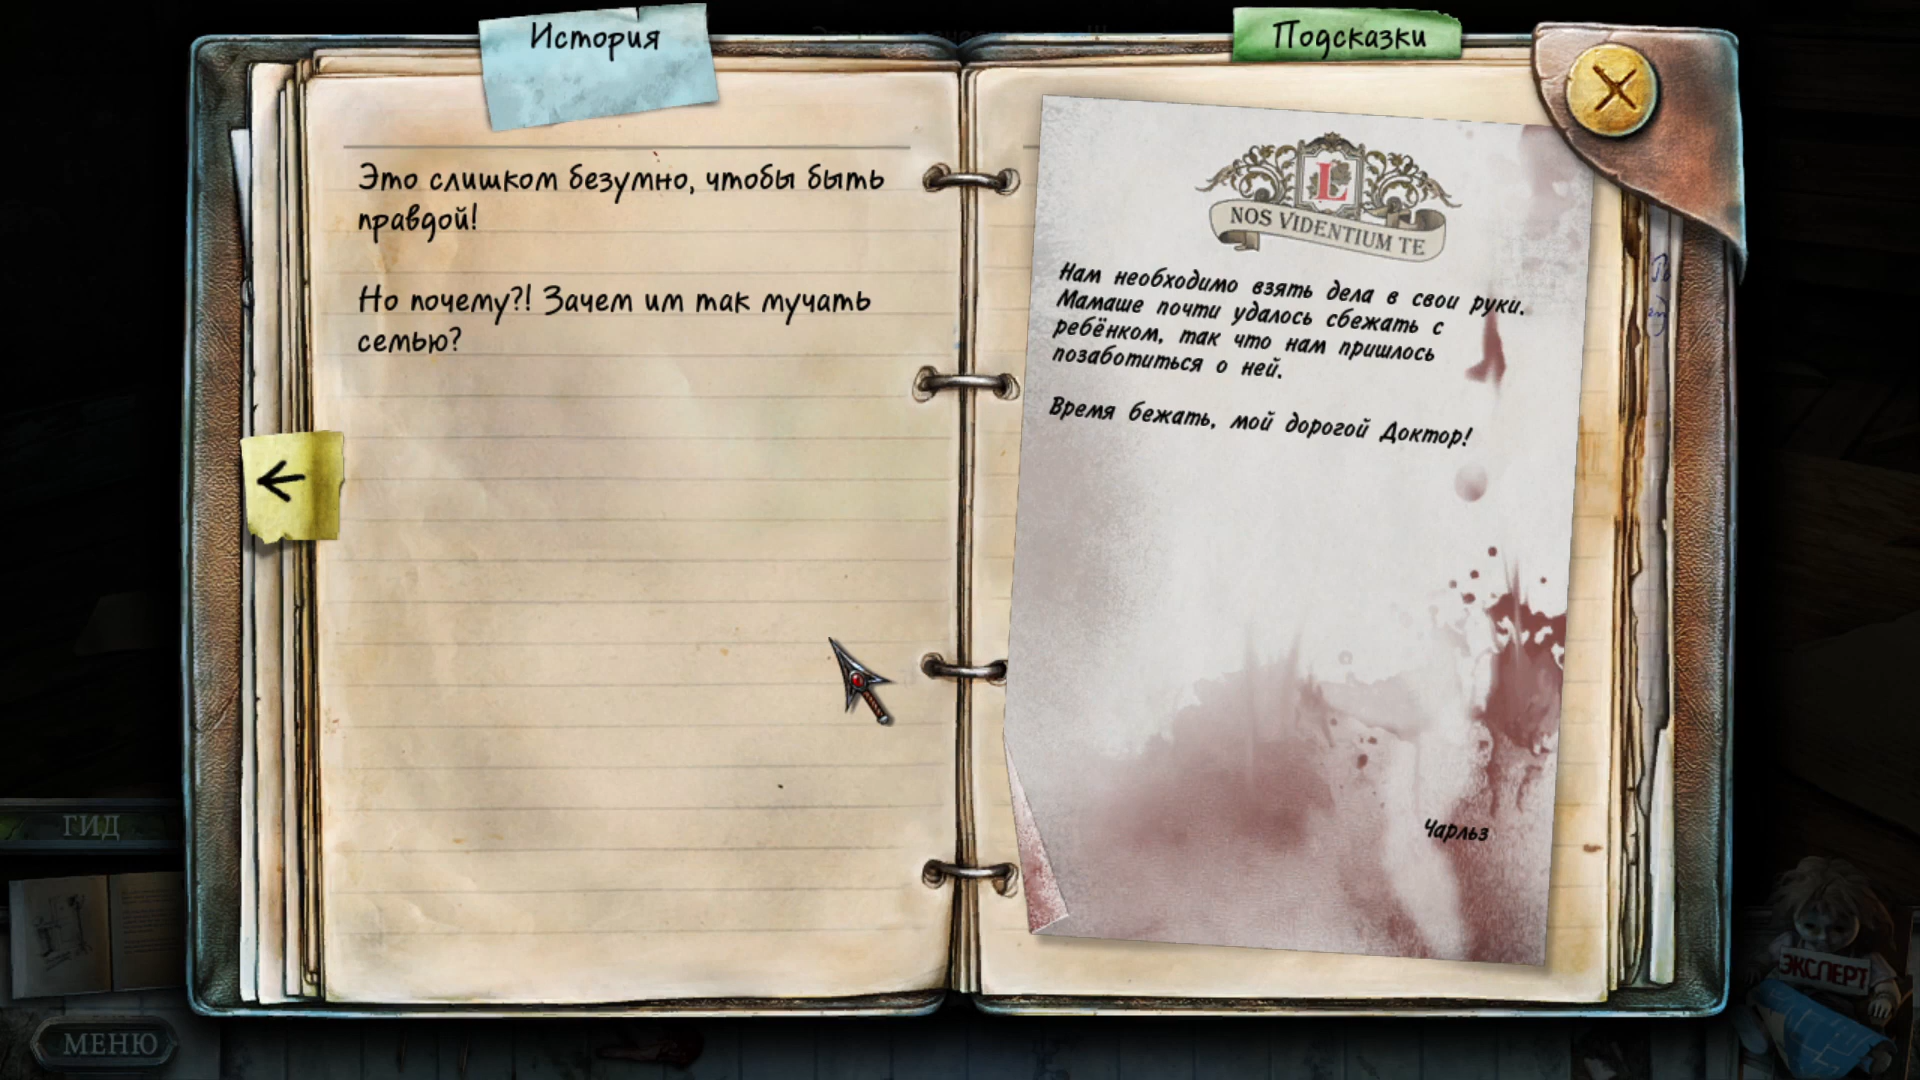 История
Подсказки
Это слишком безумно, чтобы быть
правдой!
Но почему?! Зачем им так мучать
семью?
L
NOS VIDENTIUM TE
Нам необходимо взять дела в свои руки.
Мамаше почти удалось сбежать с
ребёнком, так что нам пришлось
позаботиться о ней.
Время бежать, мой дорогой Доктор!
Чарльз
ГИД
МЕНЮ
ЭКСПЕРТ